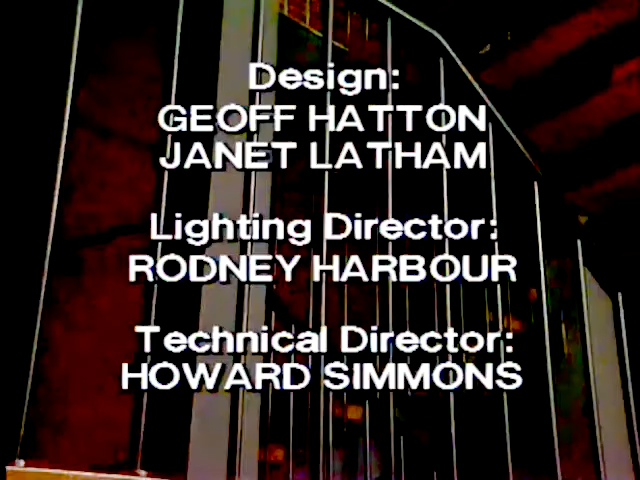 Design:
GEOFF HATTON
JANET LATHAM
Lighting Director:
RODNEY HARBOUR
Technical Director:
HOWARD SIMMONS